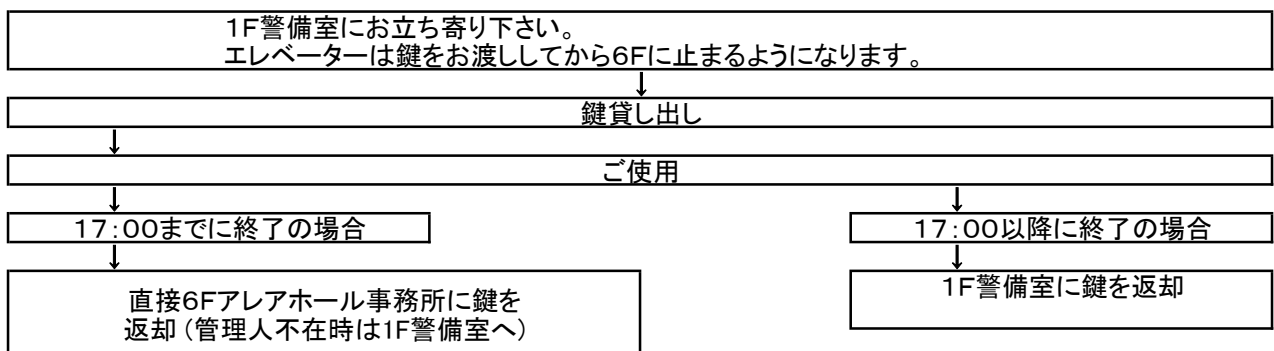 1F警備室にお立ち寄り下さい。
エレベーターは鍵をお渡ししてから6Fに止まるようになります。
↓
鍵貸し出し
↓
ご使用
↓ ↓
17:00までに終了の場合 17:00以降に終了の場合
↓ ↓
直接6Fアレアホール事務所に鍵を
返却(管理人不在時は1F警備室へ)
1F警備室に鍵を返却